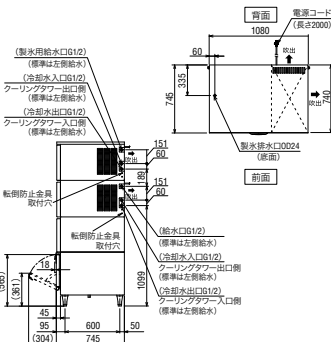 背面
電源コード
(長さ2000)
1080
吹出
60
335
745
740
吹出
製氷排水口OD24
(底面)
前面
(製氷用給水口G1/2)
(標準は左側給水)
(冷却水入口G1/2)
クーリングタワー出口側
(標準は左側給水)
(冷却水出口G1/2)
クーリングタワー入口側
(標準は左側給水)
151
吹出
60
189
転倒防止金具
取付穴
151
吹出
60
転倒防止金具
取付穴
(給水口G1/2)
(標準は左側給水)
(冷却水入口G1/2)
クーリングタワー出口側
(標準は左側給水)
(冷却水出口G1/2)
クーリングタワー入口側
(標準は左側給水)
1099
18
(565)
(361)
45
95
600
50
(304)
745